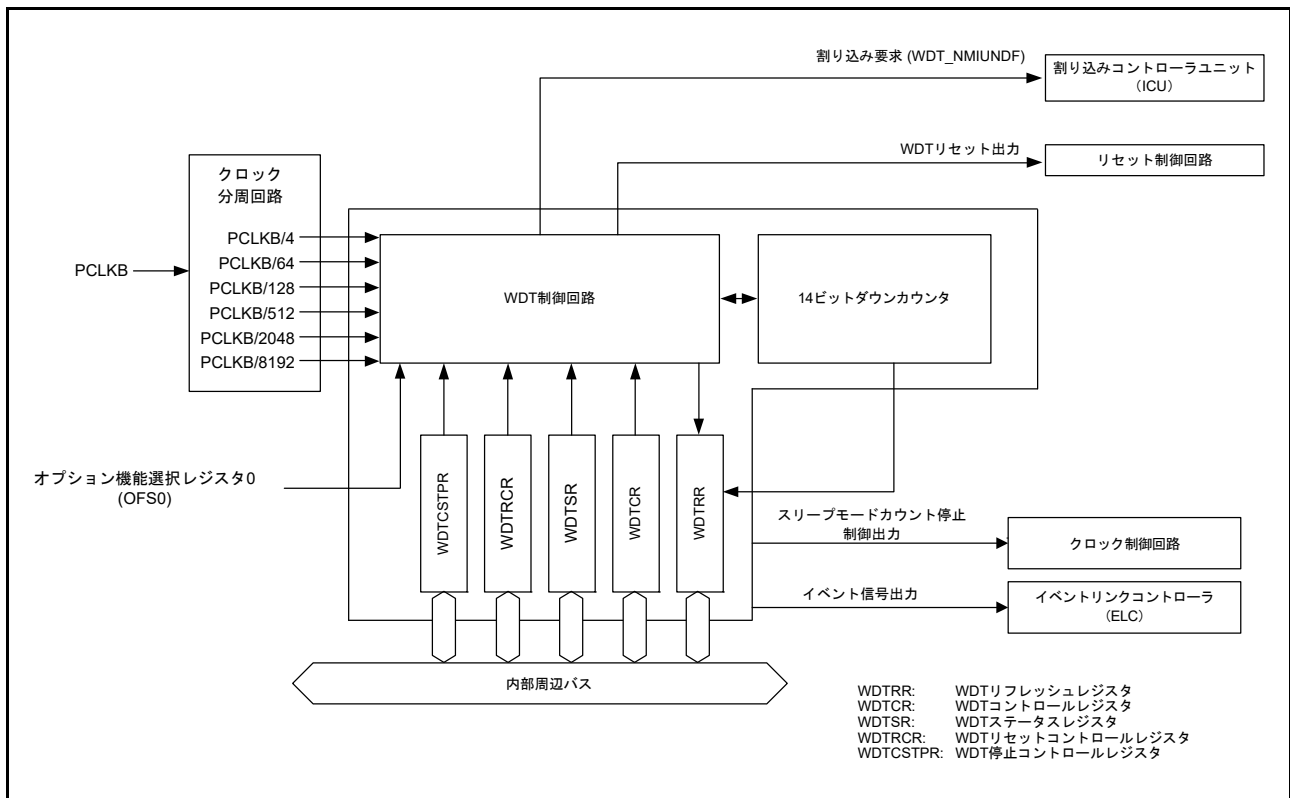 割り込み要求 (WDT_NMIUNDF)
割り込みコントローラユニット
(ICU)
WDTリセット出力
リセット制御回路
クロック
分周回路
PCLKB
PCLKB/4
PCLKB/64
PCLKB/128
PCLKB/512
PCLKB/2048
PCLKB/8192
WDT制御回路
14ビットダウンカウンタ
オプション機能選択レジスタ0
(OFS0)
WDTCSTPR
WDTRCR
WDTSR
WDTCR
WDTRR
スリープモードカウント停止
制御出力
クロック制御回路
イベント信号出力
イベントリンクコントローラ
(ELC)
内部周辺バス
WDTRR: WDTリフレッシュレジスタ
WDTCR: WDTコントロールレジスタ
WDTSR: WDTステータスレジスタ
WDTRCR: WDTリセットコントロールレジスタ
WDTCSTPR: WDT停止コントロールレジスタ